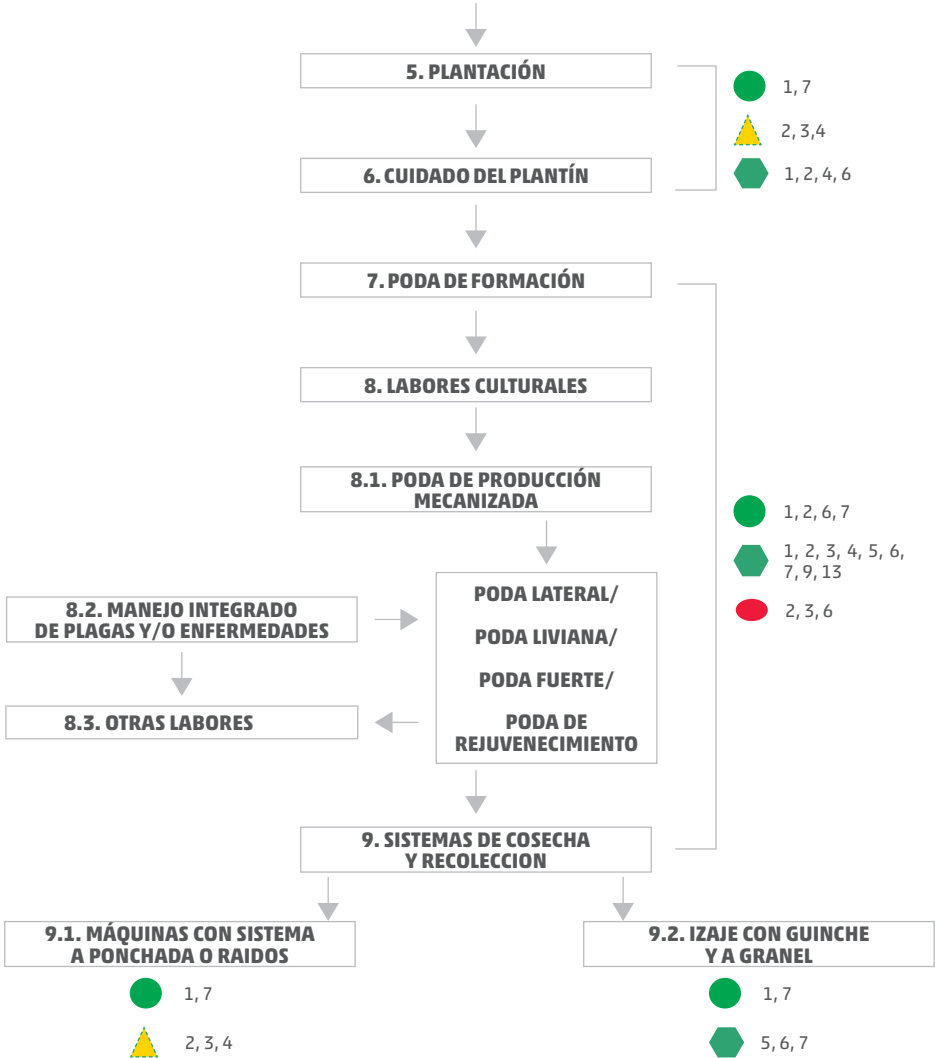 5. PLANTACIÓN
1, 7
2, 3,4
6. CUIDADO DEL PLANTÍN
1, 2, 4, 6
7. PODA DE FORMACIÓN
8. LABORES CULTURALES
8.1. PODA DE PRODUCCIÓN
MECANIZADA
1, 2, 6, 7
1, 2, 3, 4, 5, 6,
7, 9, 13
2, 3, 6
8.2. MANEJO INTEGRADO
DE PLAGAS Y/O ENFERMEDADES
PODA LATERAL/
PODA LIVIANA/
PODA FUERTE/
PODA DE
REJUVENECIMIENTO
8.3. OTRAS LABORES
9. SISTEMAS DE COSECHA
Y RECOLECCION
9.1. MÁQUINAS CON SISTEMA
A PONCHADA O RAIDOS
1, 7
2, 3, 4
9.2. IZAJE CON GUINCHE
Y A GRANEL
1, 7
5, 6, 7